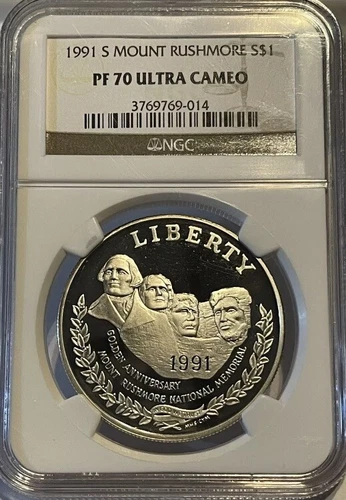 1991 S MOUNT RUSHMORE S$1
PF 70 ULTRA CAMEO
3769769-014
NGC
LIBERTY
1991
GOLDEN ANNIVERSARY
MOUNT RUSHMORE NATIONAL MEMORIAL